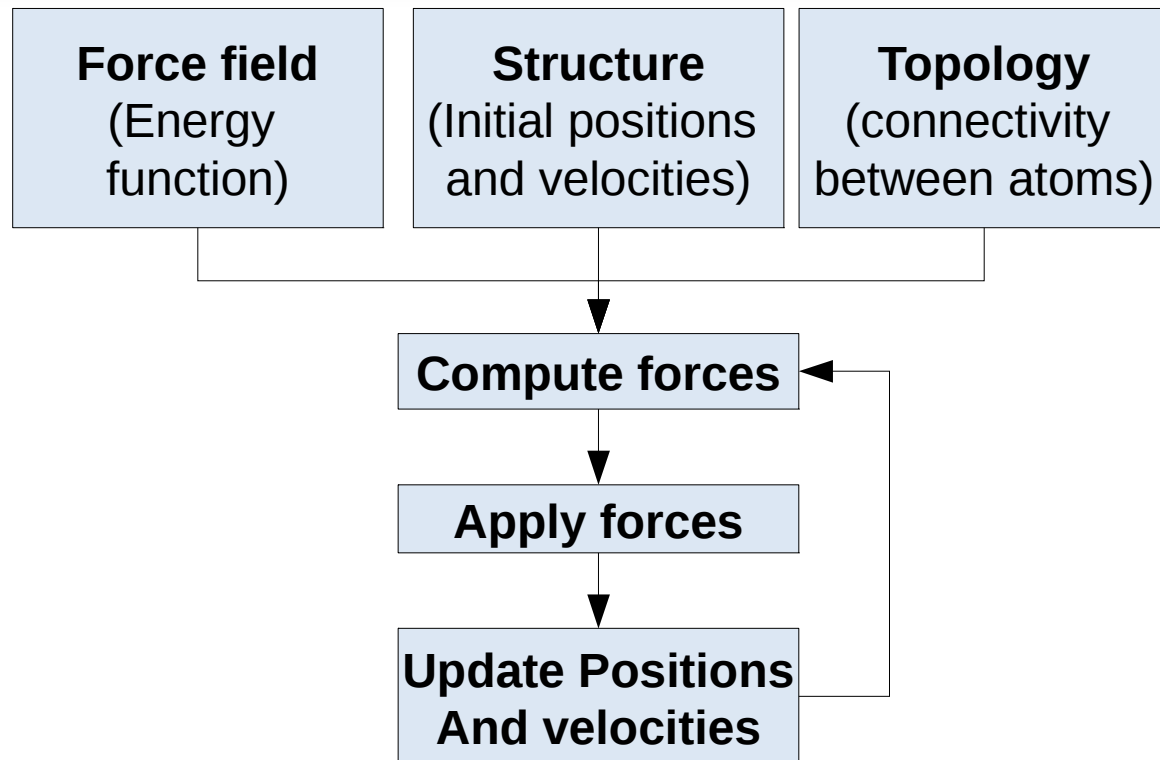 Force field
(Energy
function)
Structure
(Initial positions
and velocities)
Topology
(connectivity
between atoms)
Compute forces
Apply forces
Update Positions
And velocities